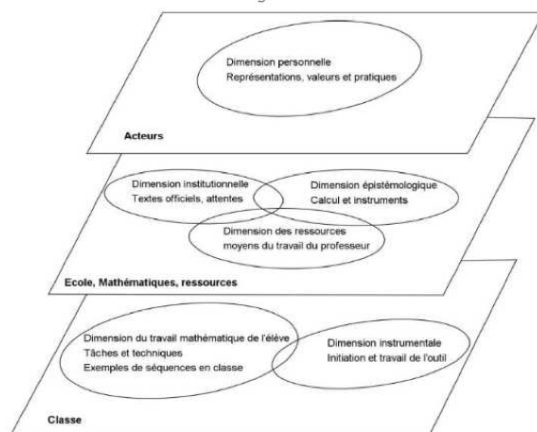 Dimension personnelle
Représentations, valeurs et pratiques
Acteurs
Dimension institutionnelle
Textes officiels, attentes
Dimension épistémologique
Calcul et instruments
Dimension des ressources
moyens du travail du professeur
Ecole, Mathématiques, ressources
Dimension du travail mathématique de l'élève
Tâches et techniques
Exemples de séquences en classe
Dimension instrumentale
Initiation et travail de l'outil
Classe